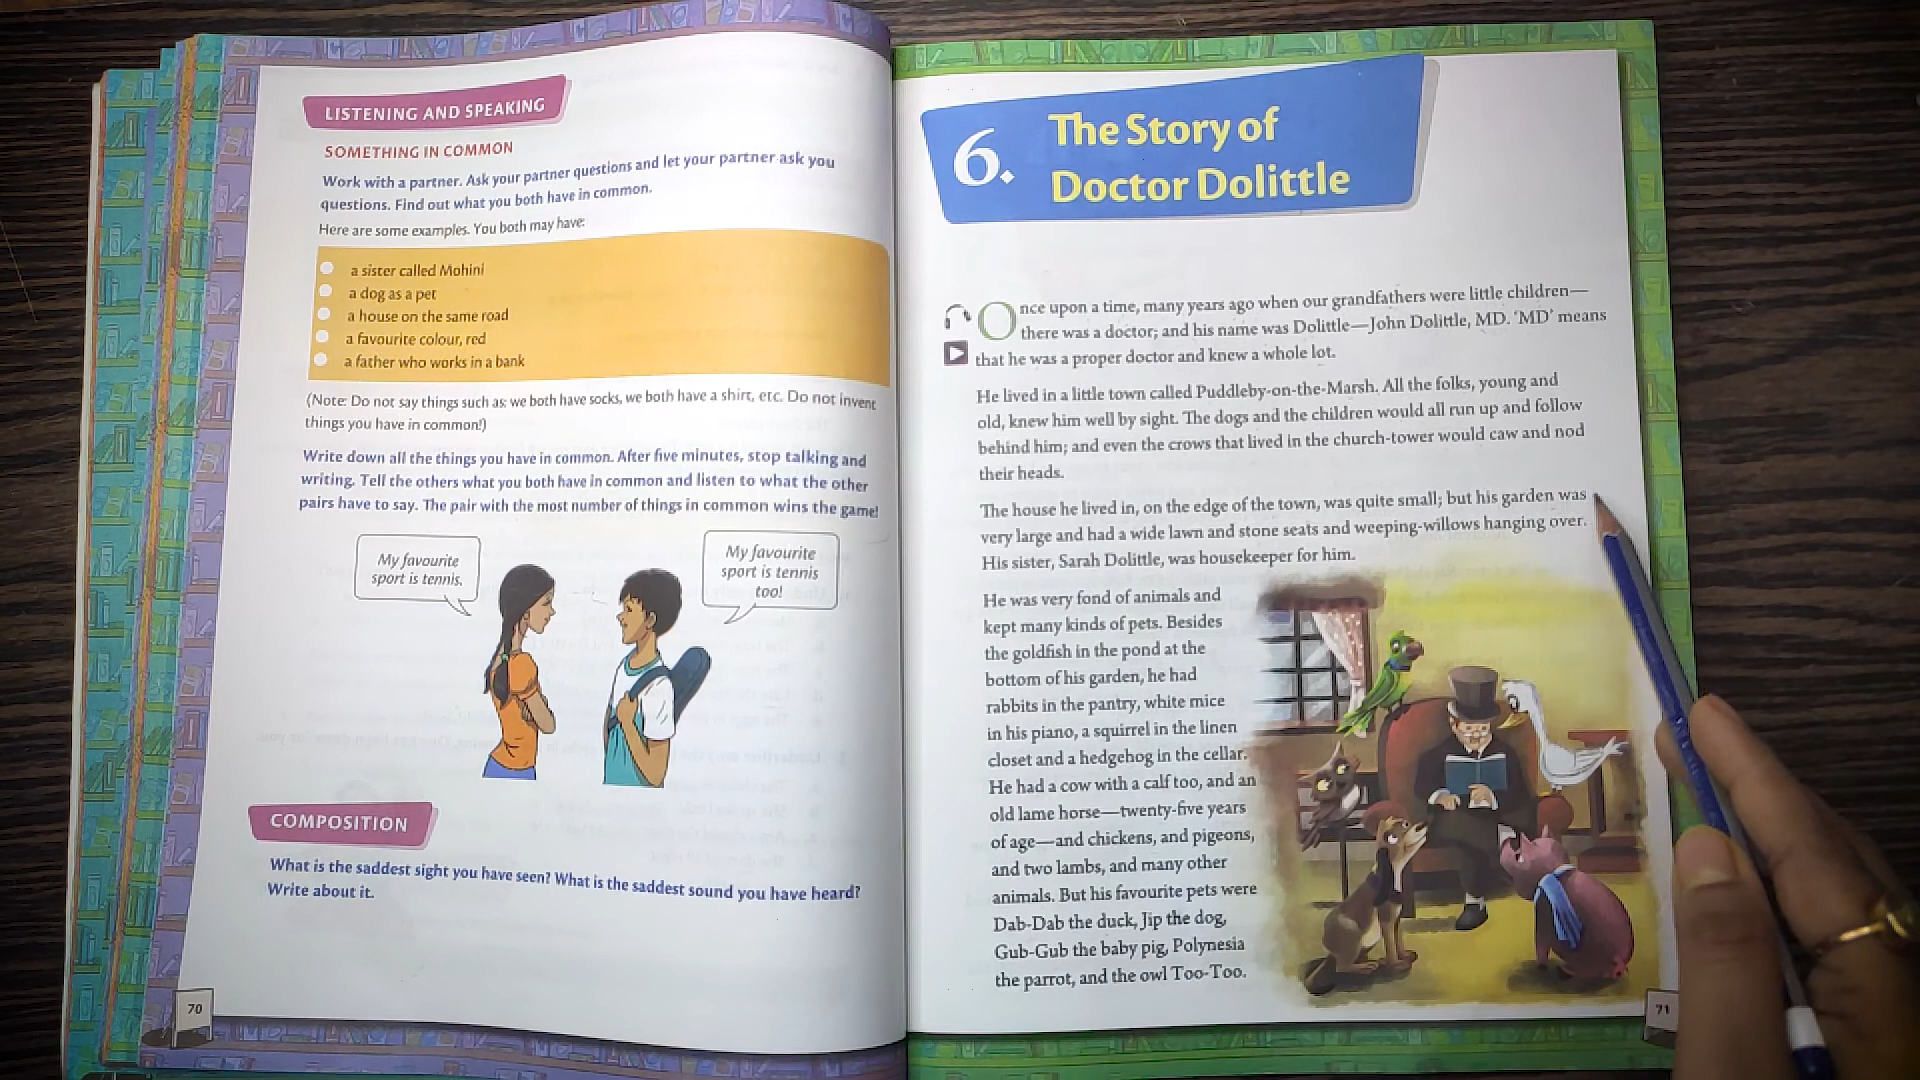 LISTENING AND SPEAKING
SOMETHING IN COMMON
Work with a partner. Ask your partner questions and let your partner ask you
questions. Find out what you both have in common.
Here are some examples. You both may have:
a sister called Mohini
a dog as a pet
a house on the same road
a favourite colour, red
a father who works in a bank
(Note: Do not say things such as: we both have socks, we both have a shirt, etc. Do not invent
things you have in common!)
Write down all the things you have in common. After five minutes, stop talking and
writing. Tell the others what you both have in common and listen to what the other
pairs have to say. The pair with the most number of things in common wins the game!
My favourite
sport is tennis.
My favourite
sport is tennis
too!
COMPOSITION
What is the saddest sight you have seen? What is the saddest sound you have heard?
Write about it.
70
6.
The Story of
Doctor Dolittle
Once upon a time, many years ago when our grandfathers were little children—
there was a doctor; and his name was Dolittle—John Dolittle, MD. ‘MD’ means
that he was a proper doctor and knew a whole lot.
He lived in a little town called Puddleby-on-the-Marsh. All the folks, young and
old, knew him well by sight. The dogs and the children would all run up and follow
behind him; and even the crows that lived in the church-tower would caw and nod
their heads.
The house he lived in, on the edge of the town, was quite small; but his garden was
very large and had a wide lawn and stone seats and weeping-willows hanging over.
His sister, Sarah Dolittle, was housekeeper for him.
He was very fond of animals and
kept many kinds of pets. Besides
the goldfish in the pond at the
bottom of his garden, he had
rabbits in the pantry, white mice
in his piano, a squirrel in the linen
closet and a hedgehog in the cellar.
He had a cow with a calf too, and an
old lame horse—twenty-five years
of age—and chickens, and pigeons,
and two lambs, and many other
animals. But his favourite pets were
Dab-Dab the duck, Jip the dog,
Gub-Gub the baby pig, Polynesia
the parrot, and the owl Too-Too.
71